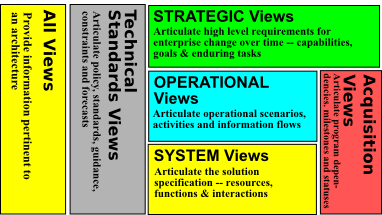 All Views
Provide information pertinent to
an architecture
Technical
Standards Views
Articulate policy, standards, guidance,
constraints and forecasts
STRATEGIC Views
Articulate high level requirements for
enterprise change over time -- capabilities,
goals & enduring tasks
OPERATIONAL
Views
Articulate operational scenarios,
activities and information flows
SYSTEM Views
Articulate the solution
specification -- resources,
functions & interactions
Acquisition
Views
Articulate program depen-
dencies, milestones and statuses